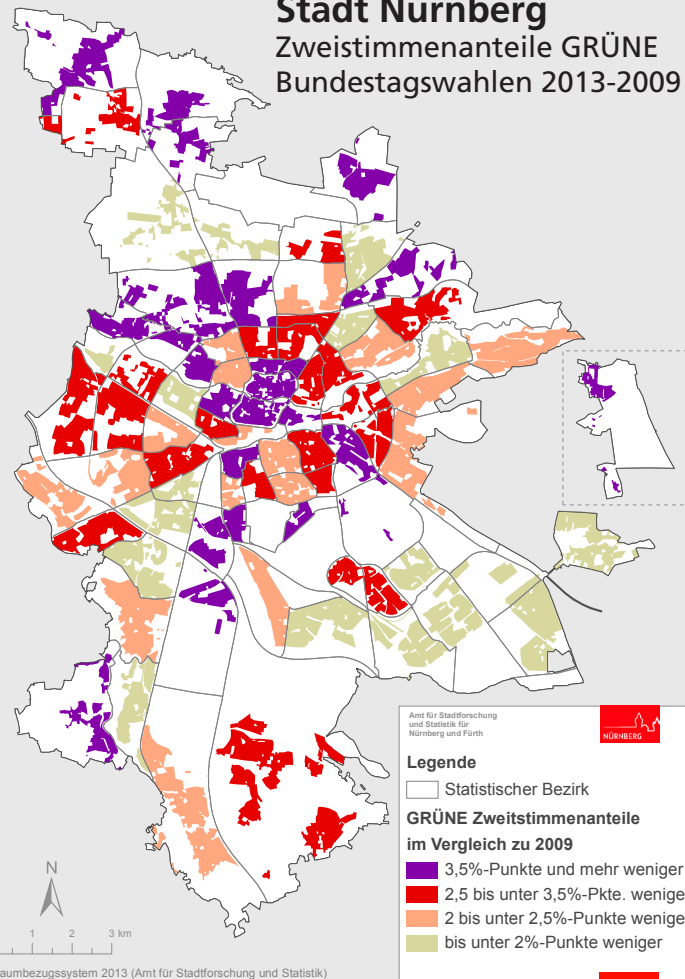 Stadt Nürnberg
Zweistimmenanteile GRÜNE
Bundestagswahlen 2013-2009
Amt für Stadtforschung
und Statistik für
Nürnberg und Fürth
NÜRNBERG
Legende
Statistischer Bezirk
GRÜNE Zweitstimmenanteile
im Vergleich zu 2009
3,5%-Punkte und mehr weniger
2,5 bis unter 3,5%-Pkte. wenige
2 bis unter 2,5%-Punkte wenige
bis unter 2%-Punkte weniger
N
1 2 3 km
aumbezugssystem 2013 (Amt für Stadtforschung und Statistik)